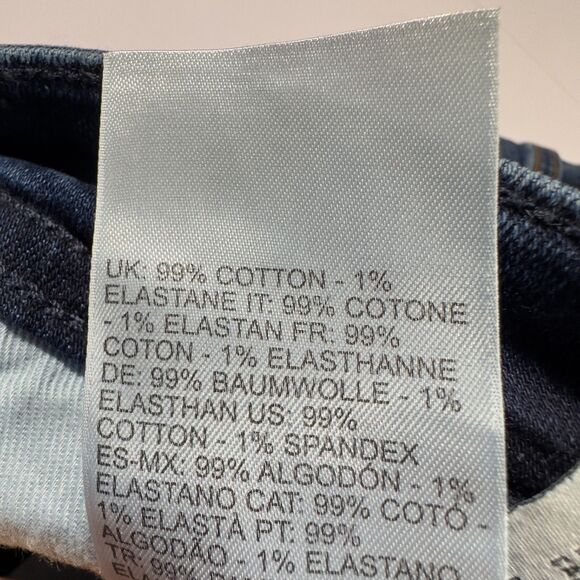 UK: 99% COTTON - 1%
ELASTANE IT: 99% COTONE
- 1% ELASTAN FR: 99%
COTON - 1% ELASTHANNE
DE: 99% BAUMWOLLE - 1%
ELASTHAN US: 99%
COTTON - 1% SPANDEX
ES-MX: 99% ALGODÓN - 1%
ELASTANO CAT: 99% COTÓ -
1% ELASTÀ PT: 99%
ALGODÃO - 1% ELASTANO
TR: 99%